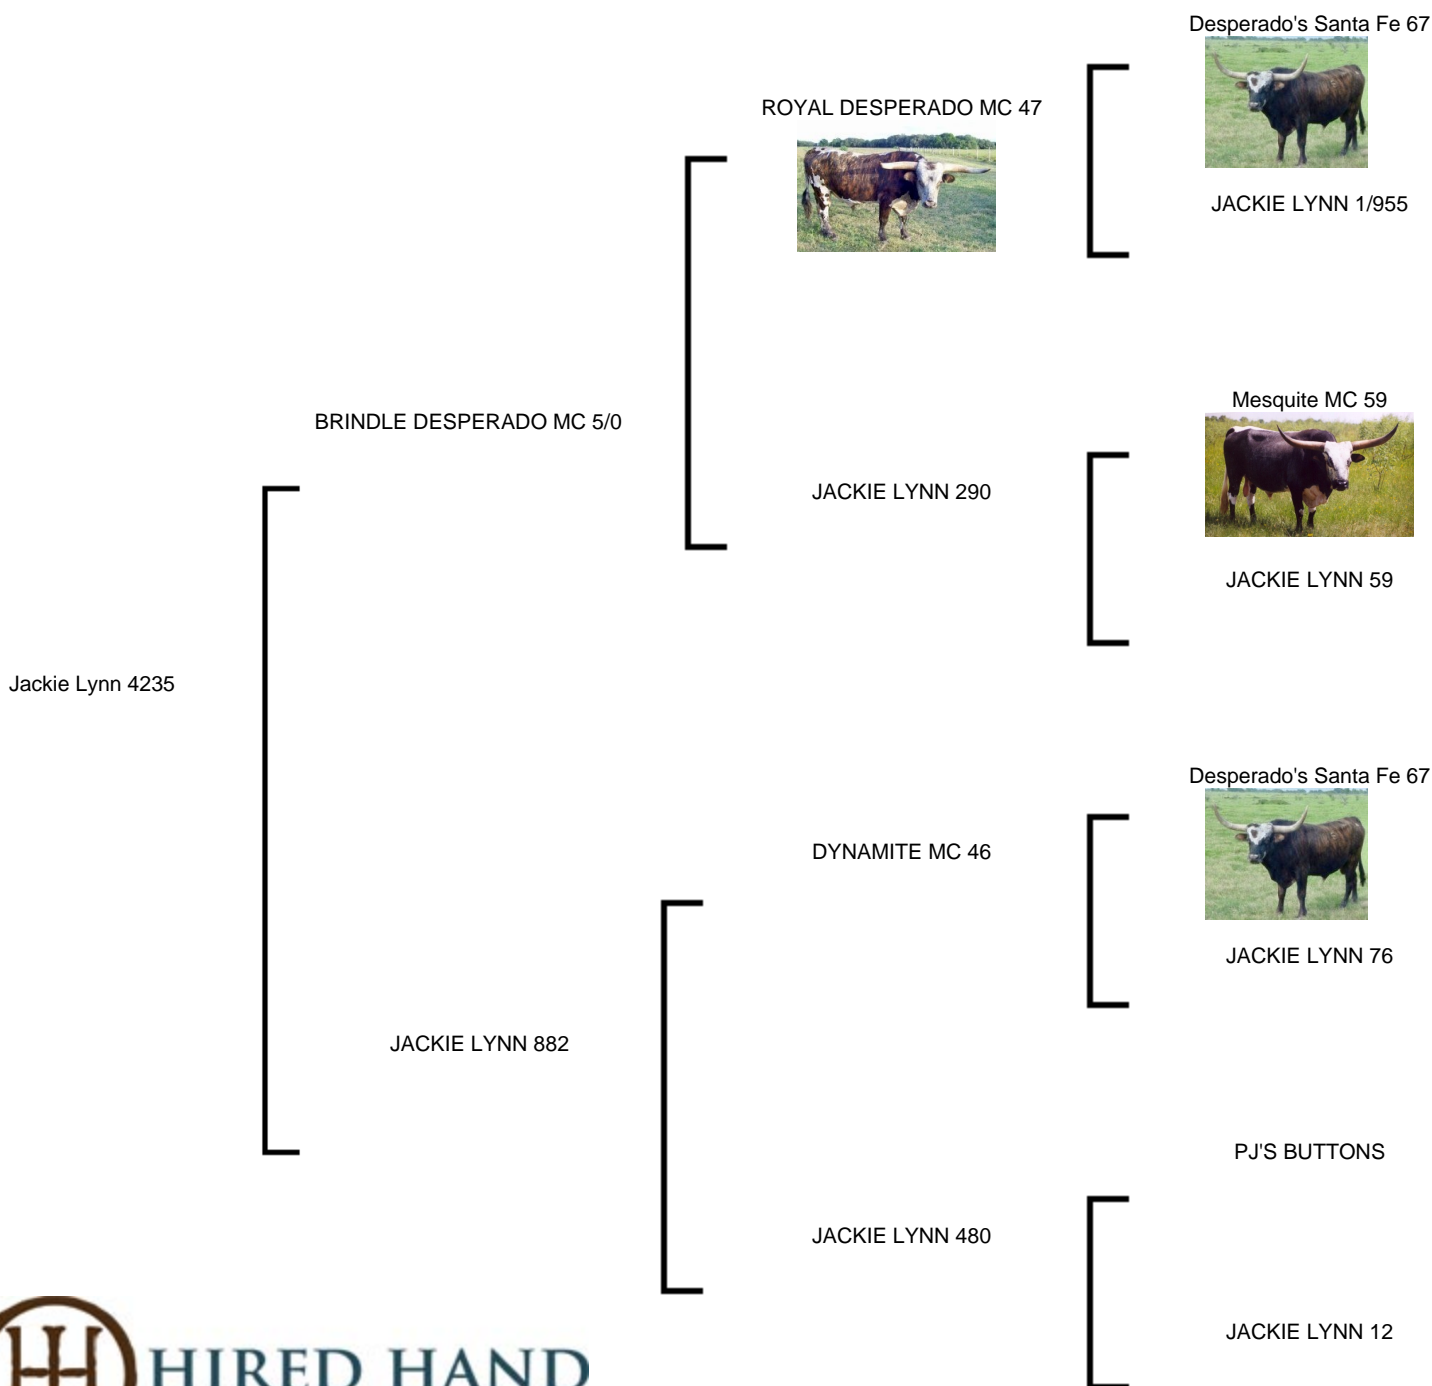 Desperado's Santa Fe 67
ROYAL DESPERADO MC 47
JACKIE LYNN 1/955
Mesquite MC 59
BRINDLE DESPERADO MC 5/0
JACKIE LYNN 290
JACKIE LYNN 59
Jackie Lynn 4235
Desperado's Santa Fe 67
DYNAMITE MC 46
JACKIE LYNN 76
JACKIE LYNN 882
PJ'S BUTTONS
JACKIE LYNN 480
JACKIE LYNN 12
HIRED HAND